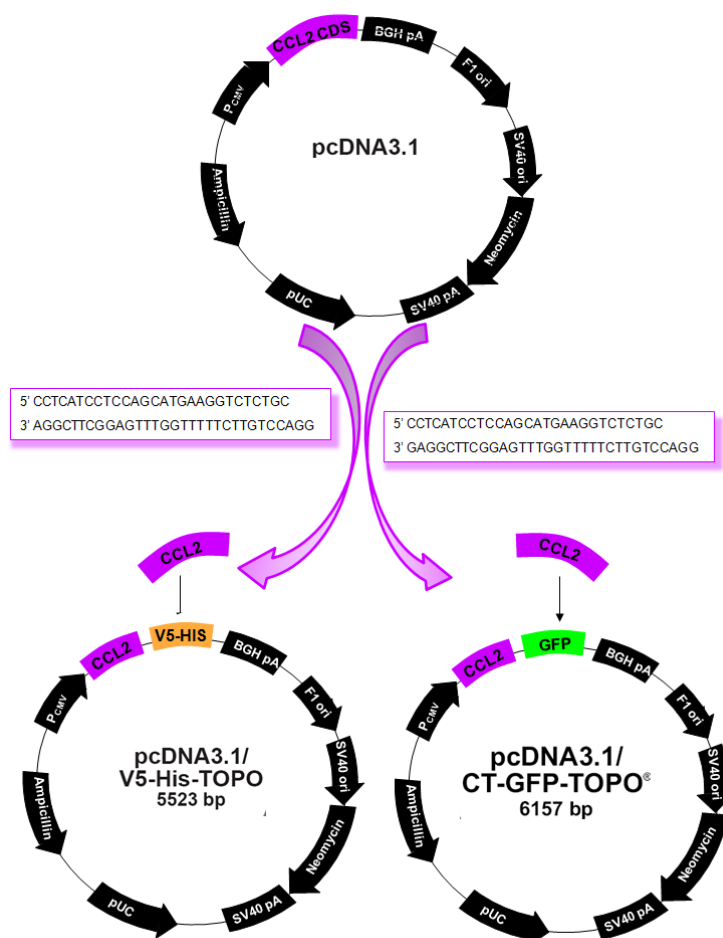 CCL2 CDS
BGH pA
F1 ori
SV40 ori
Neomycin
SV40 pA
pUC
Ampicillin
PCMV
pcDNA3.1
5' CCTCATCCTCCAGCATGAAGGTCTCTGC
3' AGGCTTCGGAGTTTGGTTTTTCTTGTCCAGG
5' CCTCATCCTCCAGCATGAAGGTCTCTGC
3' GAGGCTTCGGAGTTTGGTTTTTCTTGTCCAGG
CCL2
CCL2
CCL2
V5-HIS
BGH pA
F1 ori
SV40 ori
Neomycin
SV40 pA
pUC
Ampicillin
PCMV
pcDNA3.1/
V5-His-TOPO
5523 bp
CCL2
GFP
BGH pA
F1 ori
SV40 ori
Neomycin
SV40 pA
pUC
Ampicillin
PCMV
pcDNA3.1/
CT-GFP-TOPO®
6157 bp